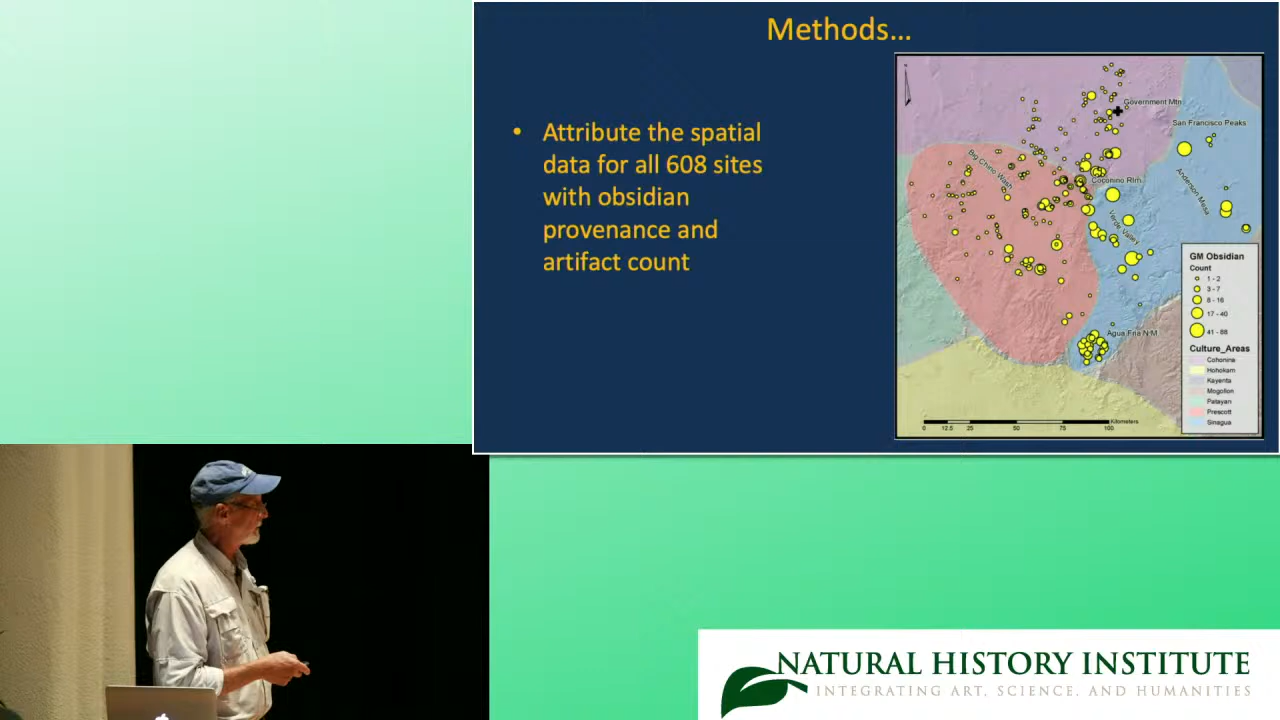 Methods…
• Attribute the spatial
data for all 608 sites
with obsidian
provenance and
artifact count
Government Mtn.
San Francisco Peaks
Big Chino Wash
Coconino Rim
Anderson Mesa
Verde Valley
Agua Fria N.M.
GM Obsidian
Count
1 - 2
3 - 7
8 - 16
17 - 40
41 - 88
Culture_Areas
Cohonina
Hohokam
Kayenta
Mogollon
Patayan
Prescott
Sinagua
0 12.5 25 50 75 100
Kilometers
NATURAL HISTORY INSTITUTE
INTEGRATING ART, SCIENCE, AND HUMANITIES